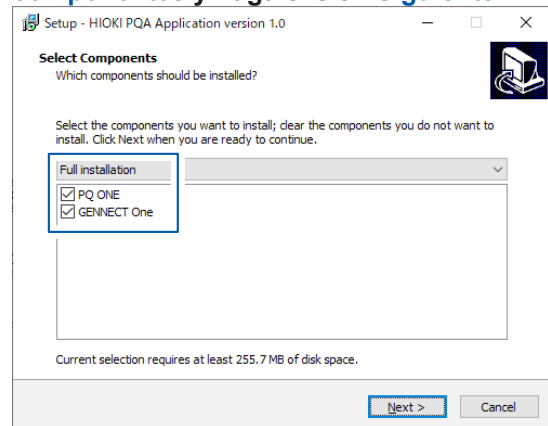 Setup - HIOKI PQA Application version 1.0
Select Components
Which components should be installed?
Select the components you want to install; clear the components you do not want to
install. Click Next when you are ready to continue.
Full installation
PQ ONE
GENNECT One
Current selection requires at least 255.7 MB of disk space.
Next >
Cancel